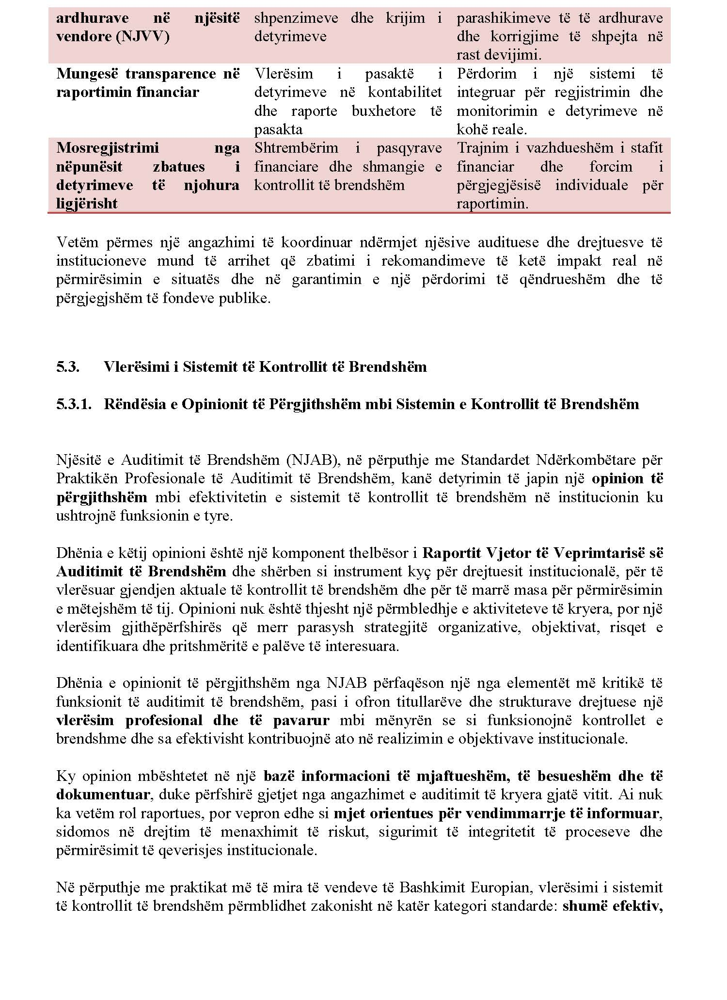 ardhurave në njësitë
vendore (NJVV)
shpenzimeve dhe krijim i
detyrimeve
parashikimeve të të ardhurave
dhe korrigjime të shpejta në
rast devijimi.
Mungesë transparence në
raportimin financiar
Vlerësim i pasaktë i
detyrimeve në kontabilitet
dhe raporte buxhetore të
pasakta
Përdorim i një sistemi të
integruar për regjistrimin dhe
monitorimin e detyrimeve në
kohë reale.
Mosregjistrimi nga
nëpunësit zbatues i
detyrimeve të njohura
ligjërisht
Shtrembërim i pasqyrave
financiare dhe shmangie e
kontrollit të brendshëm
Trajnim i vazhdueshëm i stafit
financiar dhe forcim i
përgjegjësisë individuale për
raportimin.
Vetëm përmes një angazhimi të koordinuar ndërmjet njësive audituese dhe drejtuesve të
institucioneve mund të arrihet që zbatimi i rekomandimeve të ketë impakt real në
përmirësimin e situatës dhe në garantimin e një përdorimi të qëndrueshëm dhe të
përgjegjshëm të fondeve publike.
5.3. Vlerësimi i Sistemit të Kontrollit të Brendshëm
5.3.1. Rëndësia e Opinionit të Përgjithshëm mbi Sistemin e Kontrollit të Brendshëm
Njësitë e Auditimit të Brendshëm (NJAB), në përputhje me Standardet Ndërkombëtare për
Praktikën Profesionale të Auditimit të Brendshëm, kanë detyrimin të japin një opinion të
përgjithshëm mbi efektivitetin e sistemit të kontrollit të brendshëm në institucionin ku
ushtrojnë funksionin e tyre.
Dhënia e këtij opinioni është një komponent thelbësor i Raportit Vjetor të Veprimtarisë së
Auditimit të Brendshëm dhe shërben si instrument kyç për drejtuesit institucionalë, për të
vlerësuar gjendjen aktuale të kontrollit të brendshëm dhe për të marrë masa për përmirësimin
e mëtejshëm të tij. Opinioni nuk është thjesht një përmbledhje e aktiviteteve të kryera, por një
vlerësim gjithëpërfshirës që merr parasysh strategjitë organizative, objektivat, risqet e
identifikuara dhe pritshmëritë e palëve të interesuara.
Dhënia e opinionit të përgjithshëm nga NJAB përfaqëson një nga elementët më kritikë të
funksionit të auditimit të brendshëm, pasi i ofron titullarëve dhe strukturave drejtuese një
vlerësim profesional dhe të pavarur mbi mënyrën se si funksionojnë kontrollet e
brendshme dhe sa efektivisht kontribuojnë ato në realizimin e objektivave institucionale.
Ky opinion mbështetet në një bazë informacioni të mjaftueshëm, të besueshëm dhe të
dokumentuar, duke përfshirë gjetjet nga angazhimet e auditimit të kryera gjatë vitit. Ai nuk
ka vetëm rol raportues, por vepron edhe si mjet orientues për vendimmarrje të informuar,
sidomos në drejtim të menaxhimit të riskut, sigurimit të integritetit të proceseve dhe
përmirësimit të qeverisjes institucionale.
Në përputhje me praktikat më të mira të vendeve të Bashkimit Europian, vlerësimi i sistemit
të kontrollit të brendshëm përmblidhet zakonisht në katër kategori standarde: shumë efektiv,